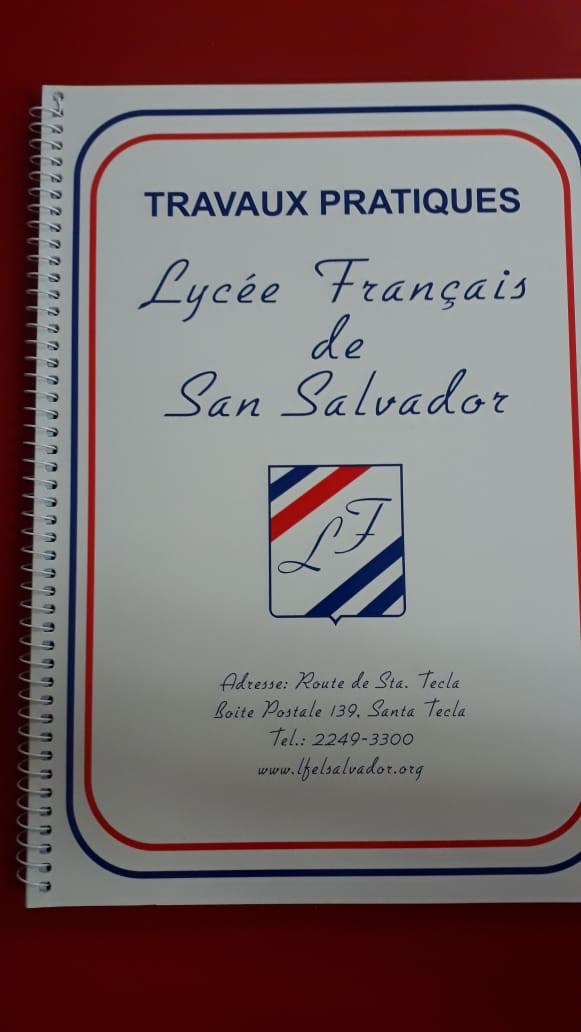 TRAVAUX PRATIQUES
Lycée Français
de
San Salvador
LF
Adresse: Route de Sta. Tecla
Boite Postale 139, Santa Tecla
Tel.: 2249-3300
www.lfelsalvador.org